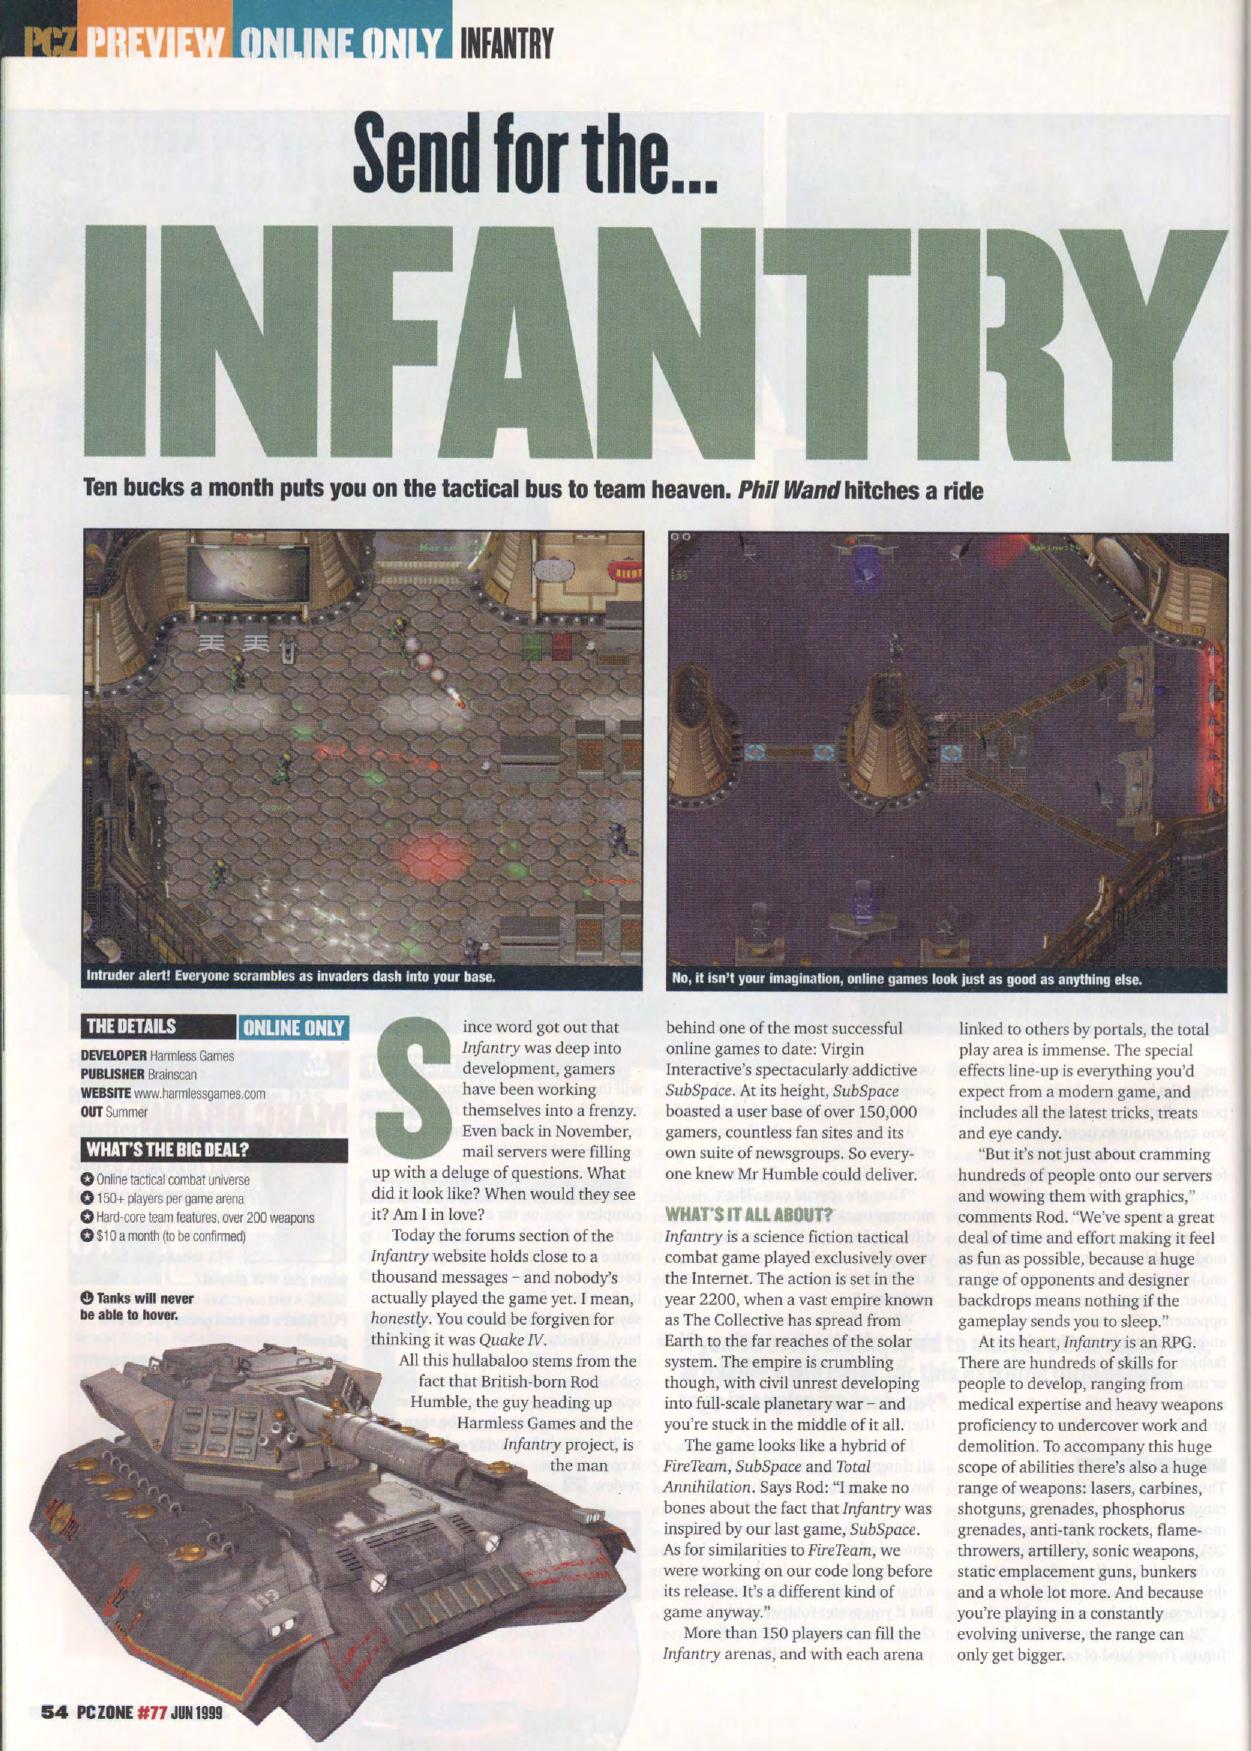 PCZ PREVIEW ONLINE ONLY INFANTRY
Send for the...
INFANTRY
Ten bucks a month puts you on the tactical bus to team heaven. Phil Wand hitches a ride
Intruder alert! Everyone scrambles as invaders dash into your base.
No, it isn't your imagination, online games look just as good as anything else.
THE DETAILS ONLINE ONLY
DEVELOPER Harmless Games
PUBLISHER Brainscan
WEBSITE www.harmlessgames.com
OUT Summer
WHAT'S THE BIG DEAL?
Online tactical combat universe
150+ players per game arena
Hard-core team features, over 200 weapons
$10 a month (to be confirmed)
Tanks will never
be able to hover.
Since word got out that
Infantry was deep into
development, gamers
have been working
themselves into a frenzy.
Even back in November,
mail servers were filling
up with a deluge of questions. What
did it look like? When would they see
it? Am I in love?
Today the forums section of the
Infantry website holds close to a
thousand messages – and nobody's
actually played the game yet. I mean,
honestly. You could be forgiven for
thinking it was Quake IV.
All this hullabaloo stems from the
fact that British-born Rod
Humble, the guy heading up
Harmless Games and the
Infantry project, is
the man
behind one of the most successful
online games to date: Virgin
Interactive's spectacularly addictive
SubSpace. At its height, SubSpace
boasted a user base of over 150,000
gamers, countless fan sites and its
own suite of newsgroups. So every-
one knew Mr Humble could deliver.
WHAT'S IT ALL ABOUT?
Infantry is a science fiction tactical
combat game played exclusively over
the Internet. The action is set in the
year 2200, when a vast empire known
as The Collective has spread from
Earth to the far reaches of the solar
system. The empire is crumbling
though, with civil unrest developing
into full-scale planetary war – and
you're stuck in the middle of it all.
The game looks like a hybrid of
FireTeam, SubSpace and Total
Annihilation. Says Rod: "I make no
bones about the fact that Infantry was
inspired by our last game, SubSpace.
As for similarities to FireTeam, we
were working on our code long before
its release. It's a different kind of
game anyway."
More than 150 players can fill the
Infantry arenas, and with each arena
linked to others by portals, the total
play area is immense. The special
effects line-up is everything you'd
expect from a modern game, and
includes all the latest tricks, treats
and eye candy.
"But it's not just about cramming
hundreds of people onto our servers
and wowing them with graphics,"
comments Rod. "We've spent a great
deal of time and effort making it feel
as fun as possible, because a huge
range of opponents and designer
backdrops means nothing if the
gameplay sends you to sleep."
At its heart, Infantry is an RPG.
There are hundreds of skills for
people to develop, ranging from
medical expertise and heavy weapons
proficiency to undercover work and
demolition. To accompany this huge
scope of abilities there's also a huge
range of weapons: lasers, carbines,
shotguns, grenades, phosphorus
grenades, anti-tank rockets, flame-
throwers, artillery, sonic weapons,
static emplacement guns, bunkers
and a whole lot more. And because
you're playing in a constantly
evolving universe, the range can
only get bigger.
54 PC ZONE #77 JUN 1999